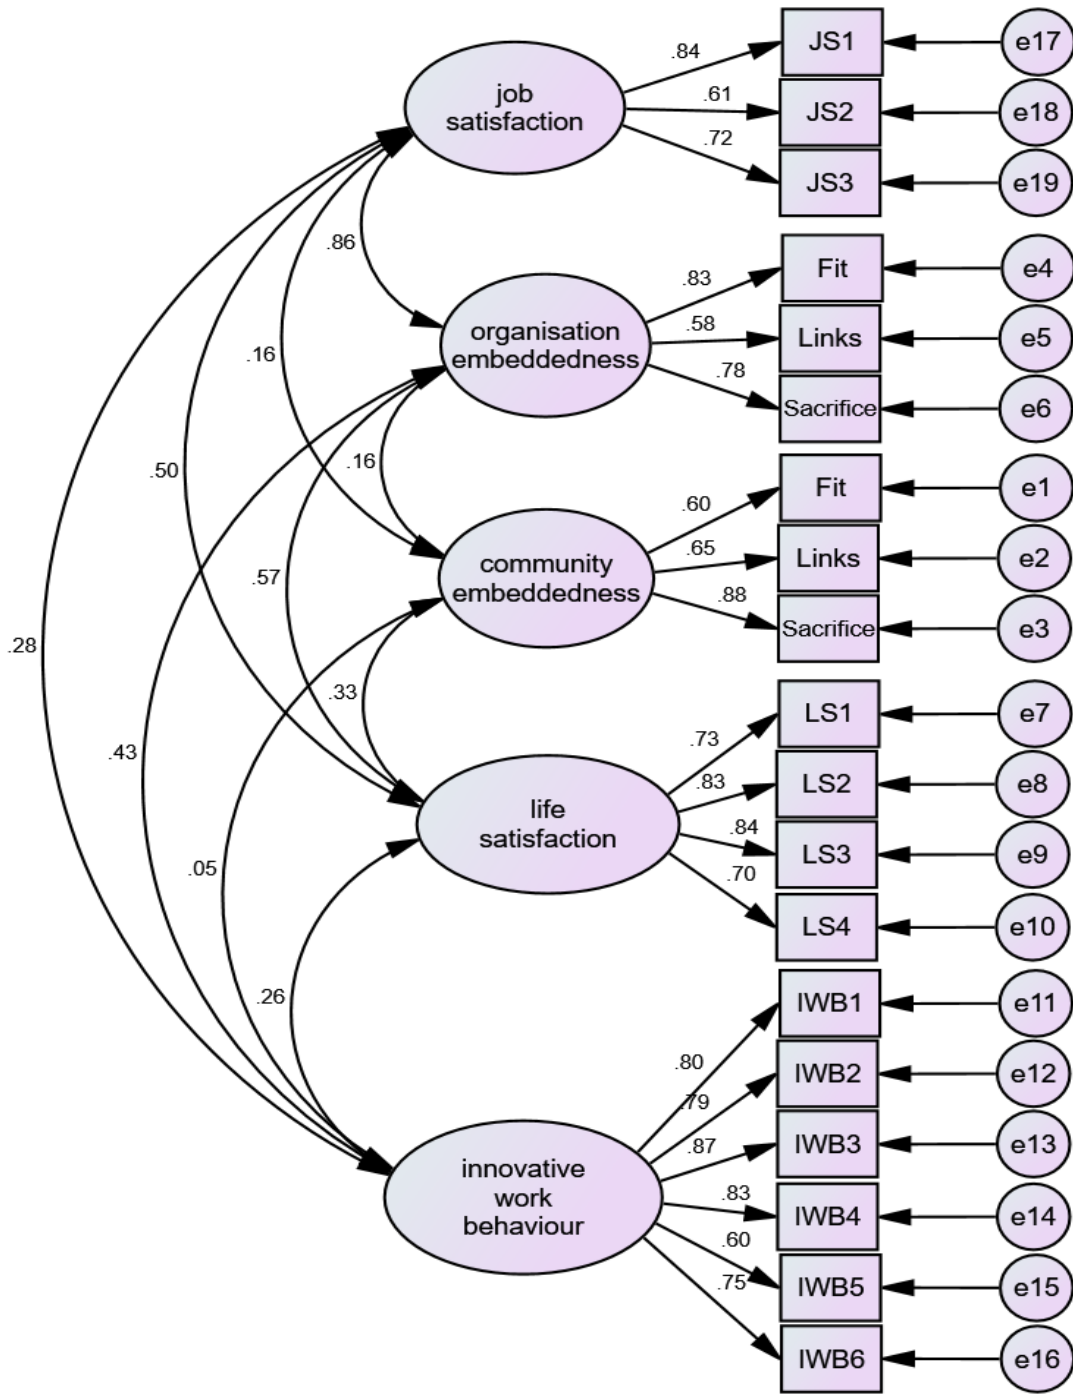 job
satisfaction
.84
.61
.72
JS1
JS2
JS3
e17
e18
e19
.86
.16
.50
.28
organisation
embeddedness
.83
.58
.78
Fit
Links
Sacrifice
e4
e5
e6
.16
.57
.43
community
embeddedness
.60
.65
.88
Fit
Links
Sacrifice
e1
e2
e3
.33
.05
life
satisfaction
.73
.83
.84
.70
LS1
LS2
LS3
LS4
e7
e8
e9
e10
.26
innovative
work
behaviour
.80
.79
.87
.83
.60
.75
IWB1
IWB2
IWB3
IWB4
IWB5
IWB6
e11
e12
e13
e14
e15
e16